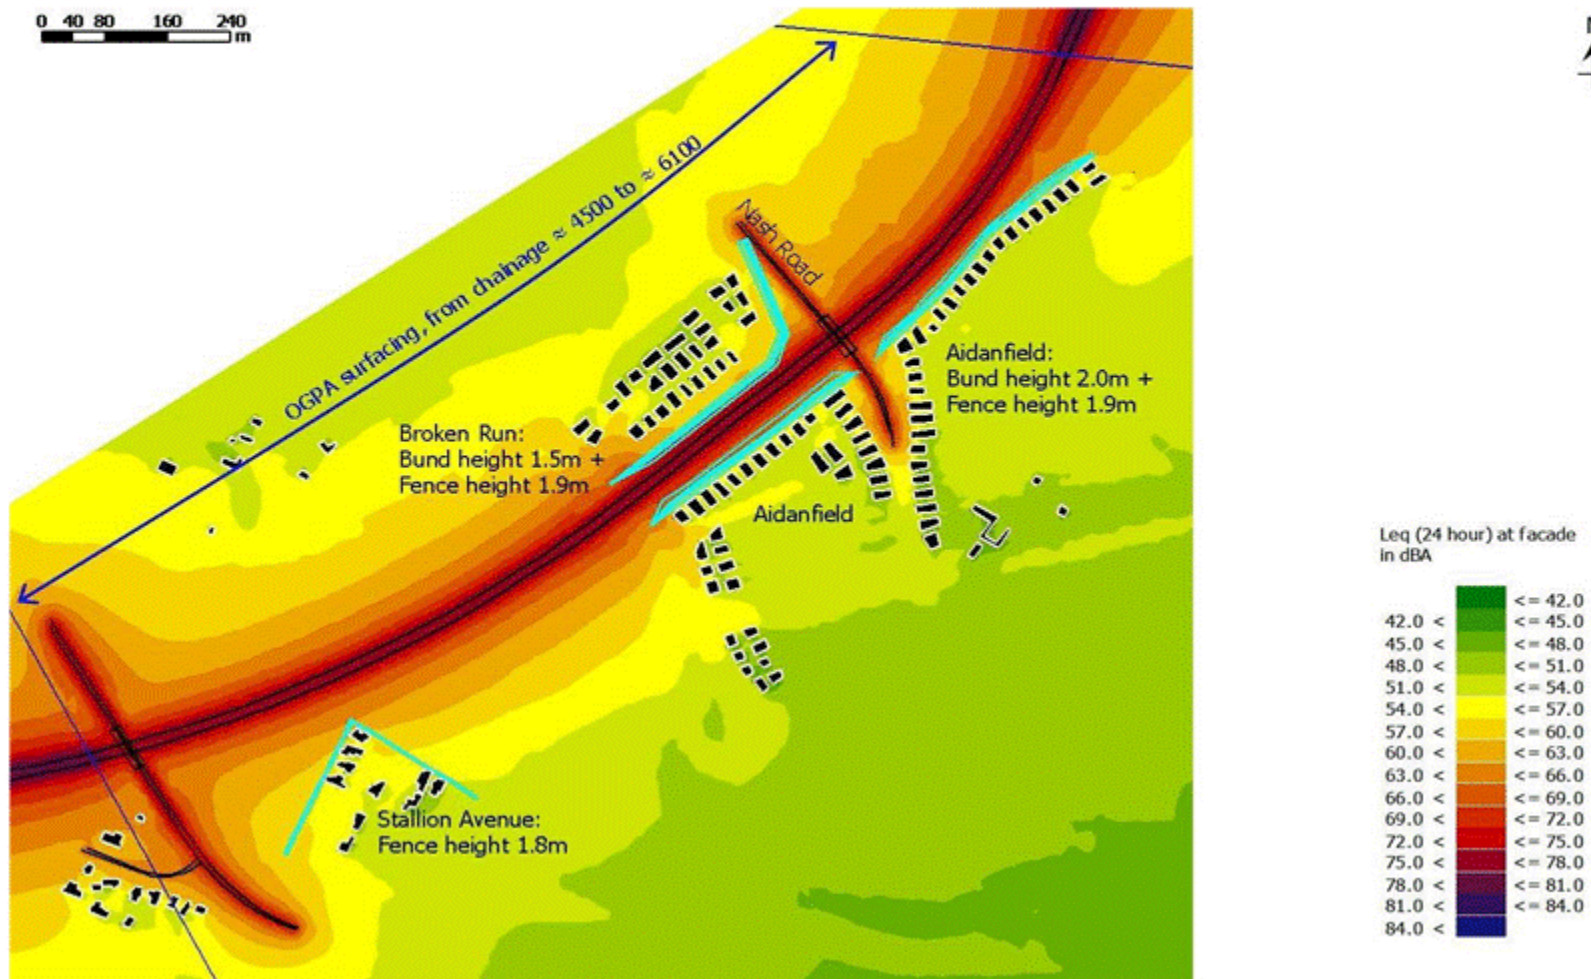 0 40 80 160 240
m
N
OGPA surfacing, from chainage ≈ 4500 to ≈ 6100
Nash Road
Aidanfield:
Bund height 2.0m +
Fence height 1.9m
Broken Run:
Bund height 1.5m +
Fence height 1.9m
Aidanfield
Stallion Avenue:
Fence height 1.8m
Leq (24 hour) at facade
in dBA
<= 42.0
42.0 < <= 45.0
45.0 < <= 48.0
48.0 < <= 51.0
51.0 < <= 54.0
54.0 < <= 57.0
57.0 < <= 60.0
60.0 < <= 63.0
63.0 < <= 66.0
66.0 < <= 69.0
69.0 < <= 72.0
72.0 < <= 75.0
75.0 < <= 78.0
78.0 < <= 81.0
81.0 < <= 84.0
84.0 <